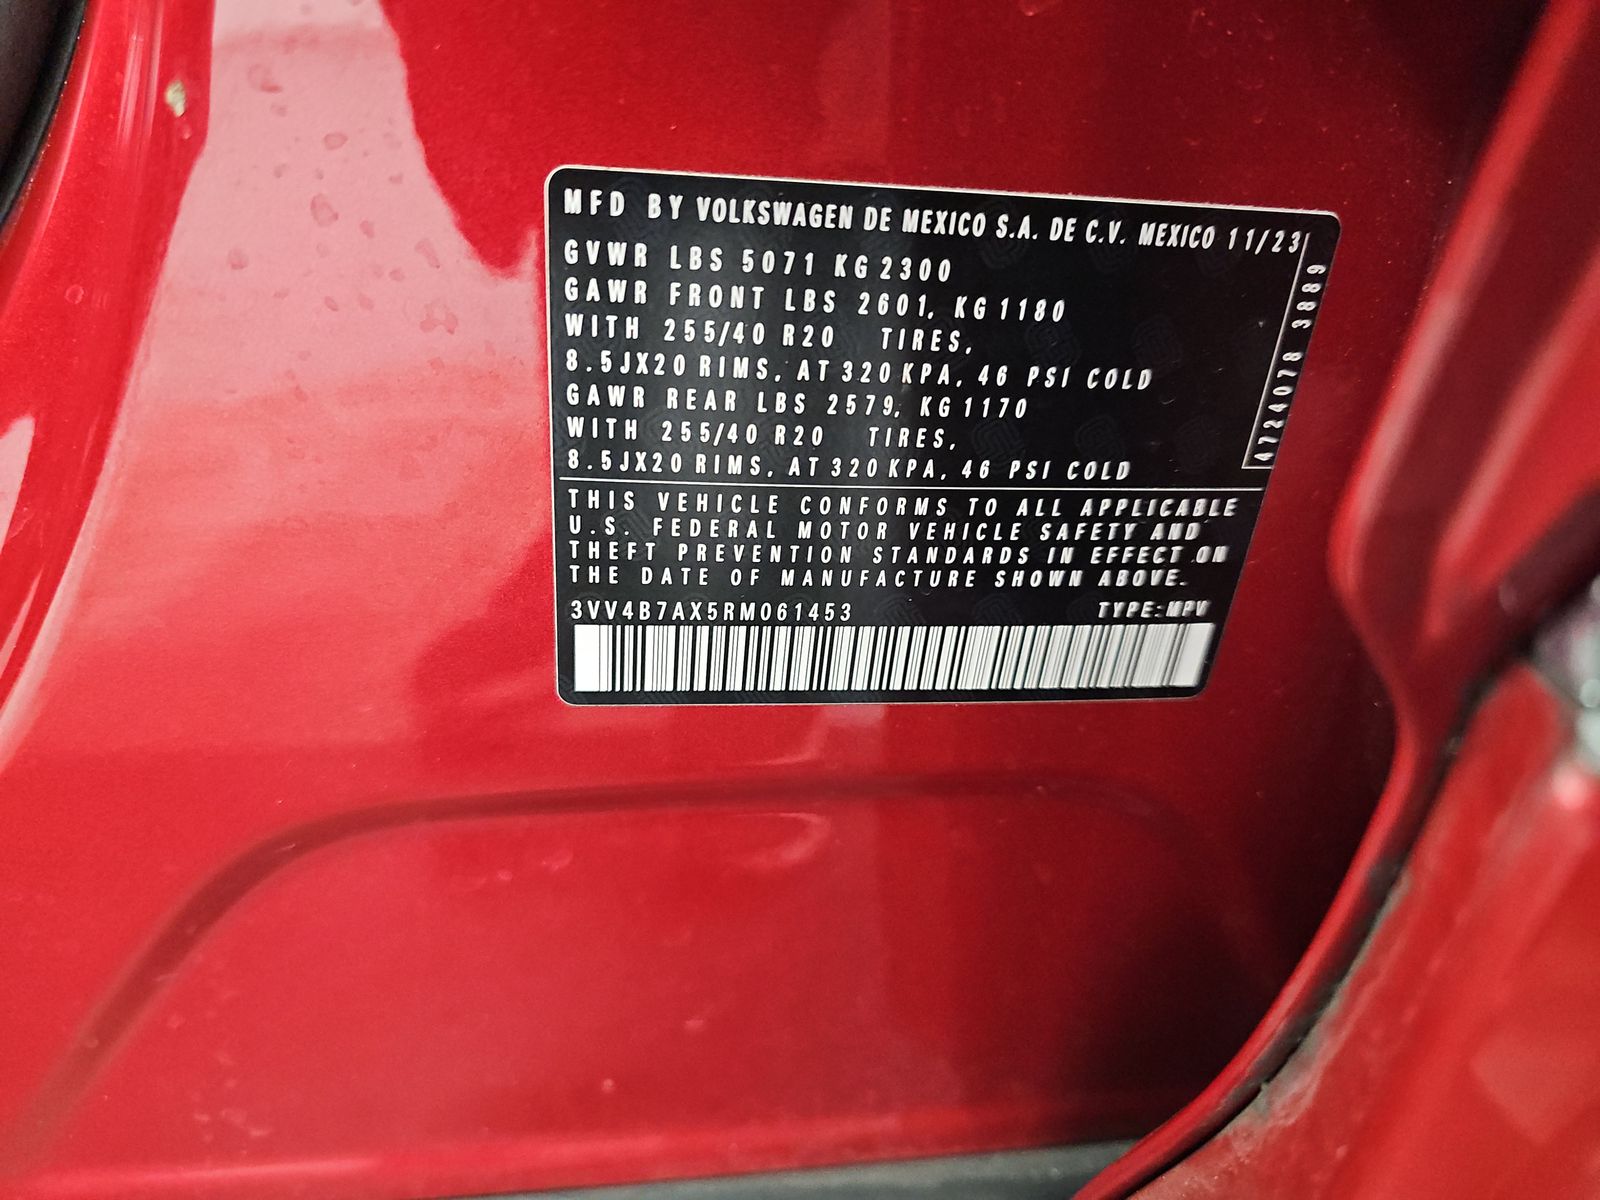 MFD BY VOLKSWAGEN DE MEXICO S.A. DE C.V. MEXICO 11/23
GVWR LBS 5071 KG 2300
GAWR FRONT LBS 2601, KG 1180
WITH 255/40 R20 TIRES,
8.5JX20 RIMS, AT 320 KPA, 46 PSI COLD
GAWR REAR LBS 2579, KG 1170
WITH 255/40 R20 TIRES,
8.5JX20 RIMS, AT 320 KPA, 46 PSI COLD
4724078 3889
THIS VEHICLE CONFORMS TO ALL APPLICABLE
U.S. FEDERAL MOTOR VEHICLE SAFETY AND
THEFT PREVENTION STANDARDS IN EFFECT ON
THE DATE OF MANUFACTURE SHOWN ABOVE.
3VV4B7AX5RM061453 TYPE:MPV